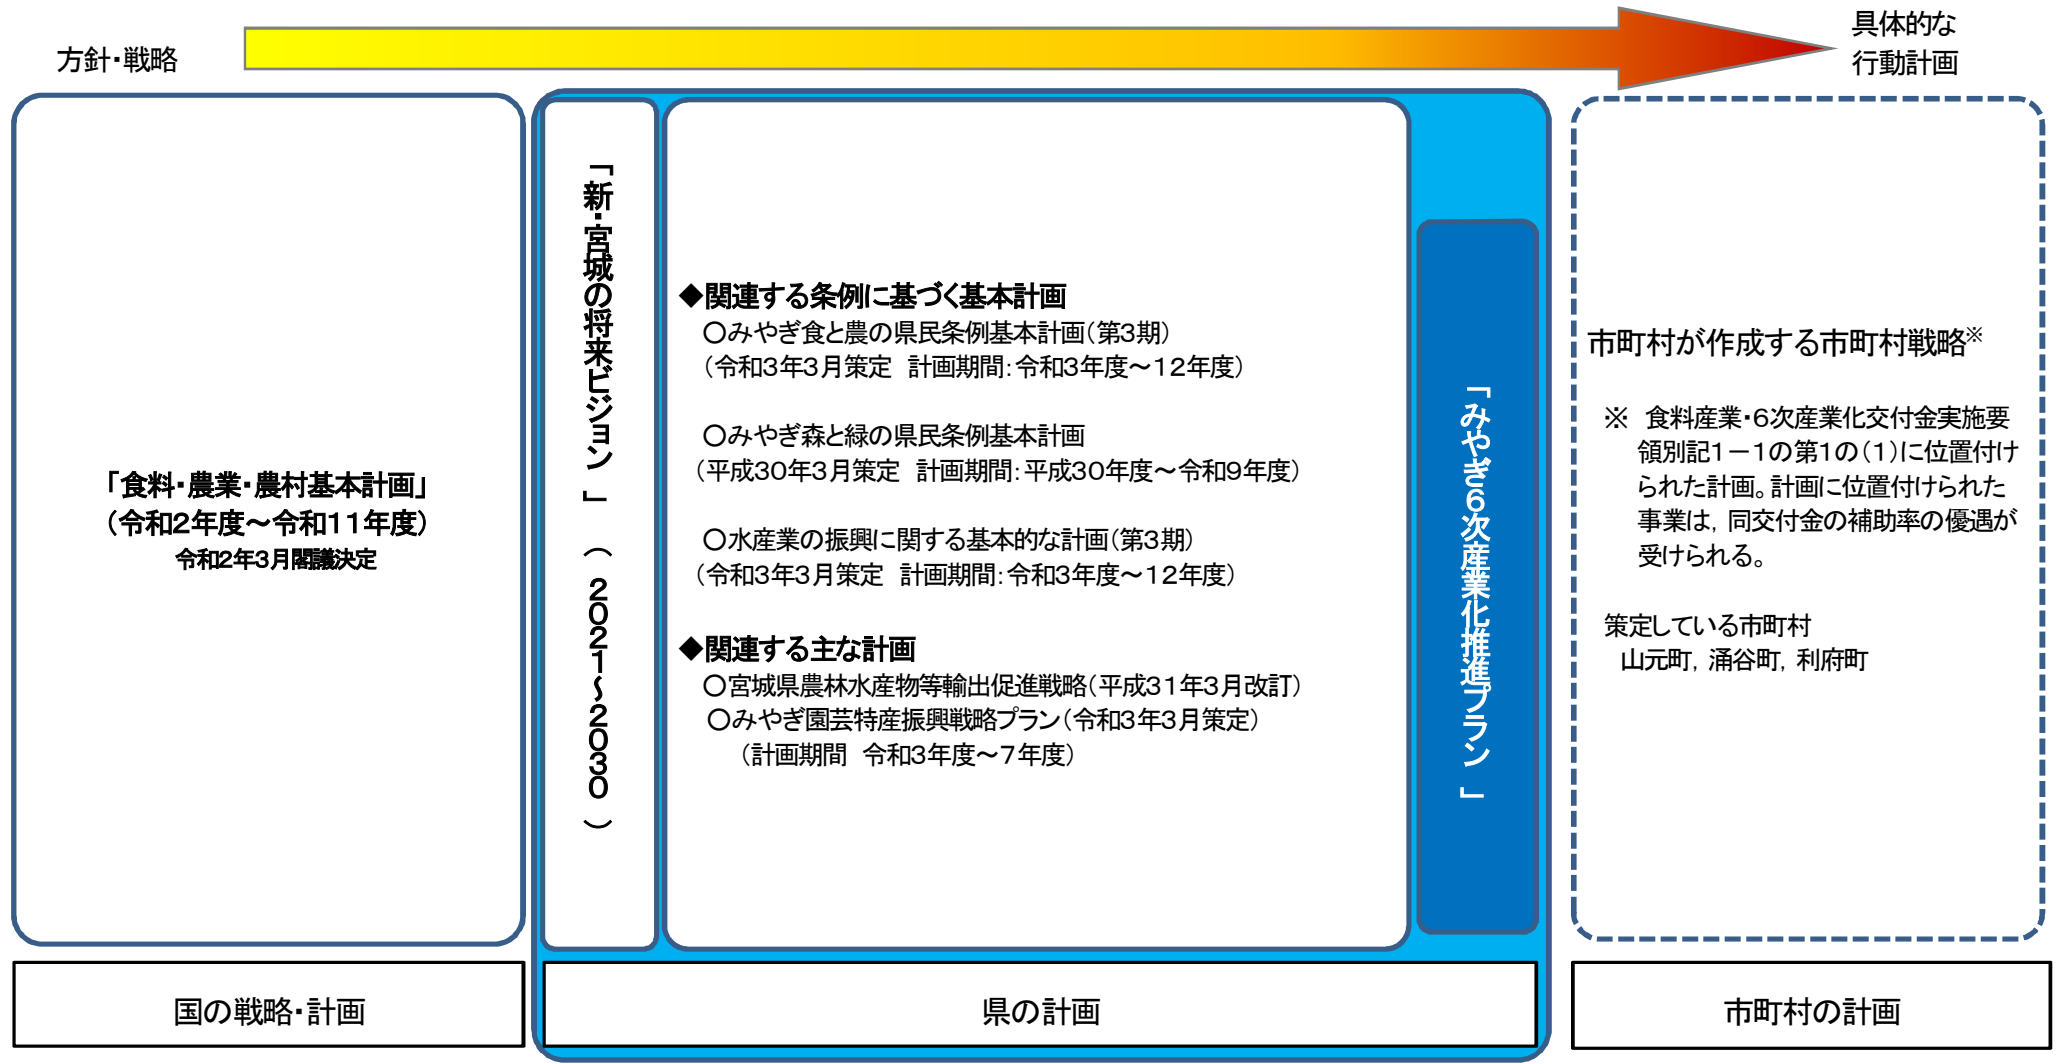 方針・戦略
具体的な
行動計画
「食料・農業・農村基本計画」
（令和2年度～令和11年度）
令和2年3月閣議決定
「新・宮城の将来ビジョン」（2021～2030）
◆関連する条例に基づく基本計画
○みやぎ食と農の県民条例基本計画（第3期）
（令和3年3月策定　計画期間：令和3年度～12年度）
○みやぎ森と緑の県民条例基本計画
（平成30年3月策定　計画期間：平成30年度～令和9年度）
○水産業の振興に関する基本的な計画（第3期）
（令和3年3月策定　計画期間：令和3年度～12年度）
◆関連する主な計画
○宮城県農林水産物等輸出促進戦略（平成31年3月改訂）
○みやぎ園芸特産振興戦略プラン（令和3年3月策定）
（計画期間　令和3年度～7年度）
「みやぎ6次産業化推進プラン」
市町村が作成する市町村戦略※
※　食料産業・6次産業化交付金実施要
領別記1－1の第1の（1）に位置付け
られた計画。計画に位置付けられた
事業は，同交付金の補助率の優遇が
受けられる。
策定している市町村
山元町，涌谷町，利府町
国の戦略・計画
県の計画
市町村の計画